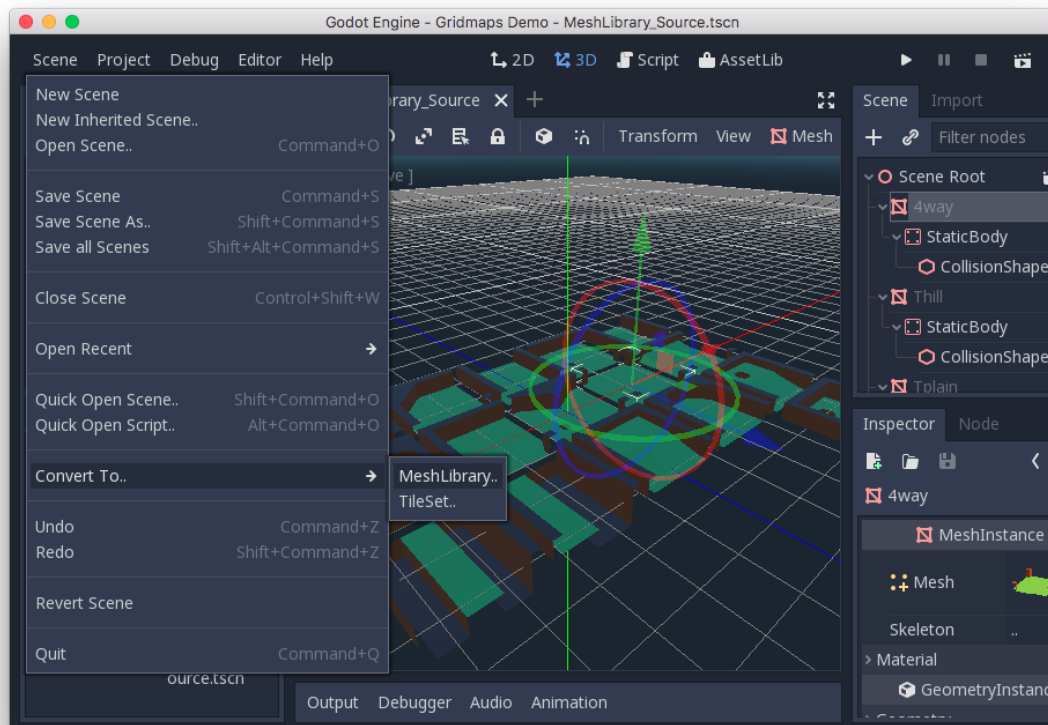 Godot Engine - Gridmaps Demo - MeshLibrary_Source.tscn
Scene Project Debug Editor Help
2D 3D Script AssetLib
New Scene
New Inherited Scene..
Open Scene.. Command+O
Save Scene Command+S
Save Scene As.. Shift+Command+S
Save all Scenes Shift+Alt+Command+S
Close Scene Control+Shift+W
Open Recent
Quick Open Scene.. Shift+Command+O
Quick Open Script.. Alt+Command+O
Convert To..
MeshLibrary..
TileSet..
Undo Command+Z
Redo Shift+Command+Z
Revert Scene
Quit Command+Q
ource.tscn
rary_Source
Transform View Mesh
ve ]
Output Debugger Audio Animation
Scene Import
Filter nodes
Scene Root
4way
StaticBody
CollisionShape
Thill
StaticBody
CollisionShape
Tplain
Inspector Node
4way
MeshInstance
Mesh
Skeleton ..
Material
GeometryInstanc
Geometry